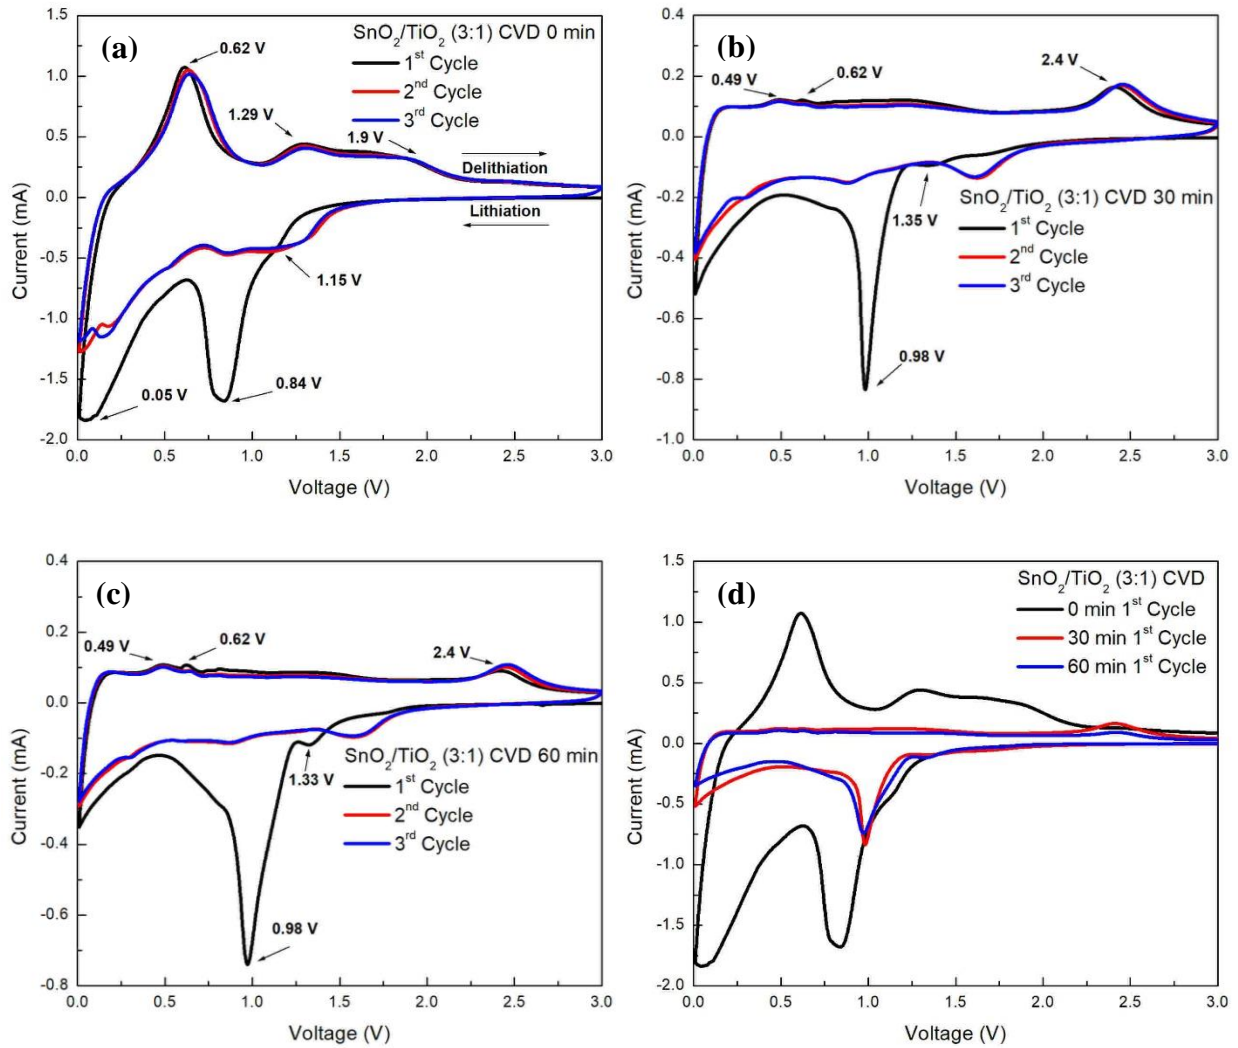 (a)
SnO₂/TiO₂ (3:1) CVD 0 min
1st Cycle
2nd Cycle
3rd Cycle
0.62 V
1.29 V
1.9 V
Delithiation
Lithiation
1.15 V
0.84 V
0.05 V
1.5
1.0
0.5
0.0
-0.5
-1.0
-1.5
-2.0
Current (mA)
0.0 0.5 1.0 1.5 2.0 2.5 3.0
Voltage (V)
(b)
0.49 V
0.62 V
2.4 V
1.35 V
SnO₂/TiO₂ (3:1) CVD 30 min
1st Cycle
2nd Cycle
3rd Cycle
0.98 V
0.4
0.2
0.0
-0.2
-0.4
-0.6
-0.8
-1.0
Current (mA)
0.0 0.5 1.0 1.5 2.0 2.5 3.0
Voltage (V)
(c)
0.49 V
0.62 V
2.4 V
1.33 V
SnO₂/TiO₂ (3:1) CVD 60 min
1st Cycle
2nd Cycle
3rd Cycle
0.98 V
0.4
0.2
0.0
-0.2
-0.4
-0.6
-0.8
Current (mA)
0.0 0.5 1.0 1.5 2.0 2.5 3.0
Voltage (V)
(d)
SnO₂/TiO₂ (3:1) CVD
0 min 1st Cycle
30 min 1st Cycle
60 min 1st Cycle
1.5
1.0
0.5
0.0
-0.5
-1.0
-1.5
-2.0
Current (mA)
0.0 0.5 1.0 1.5 2.0 2.5 3.0
Voltage (V)